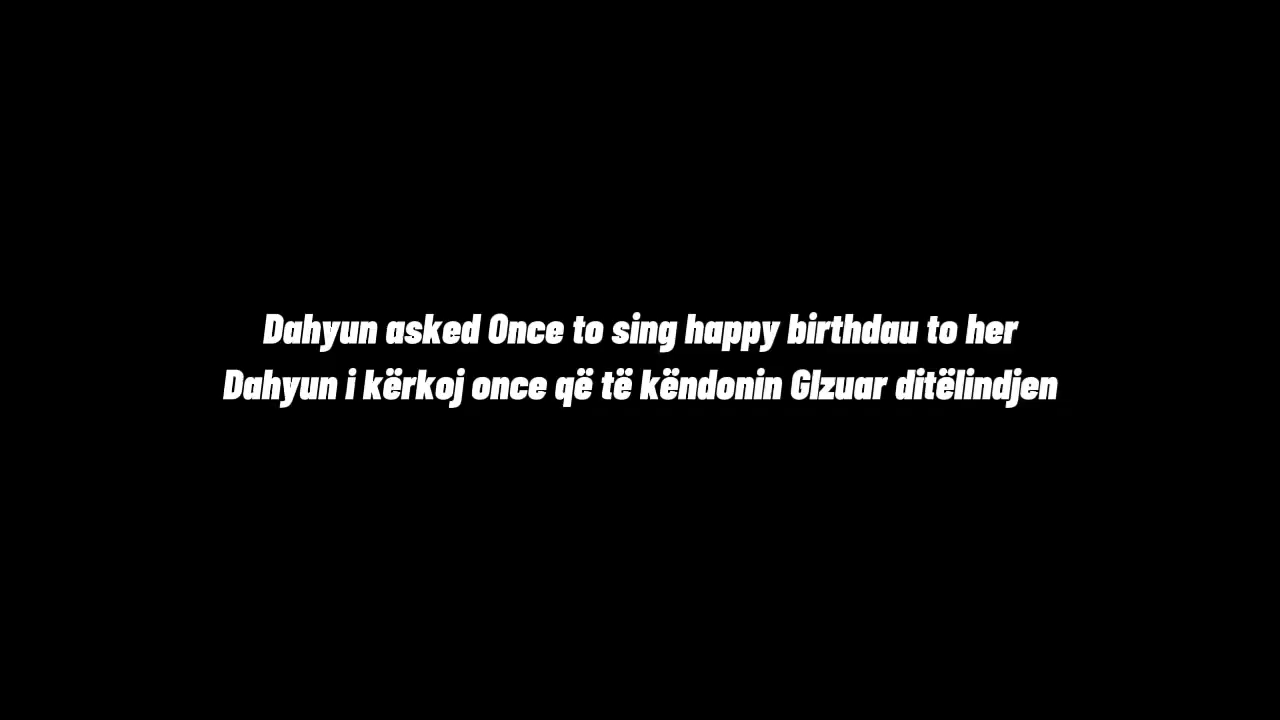 Dahyun asked Once to sing happy birthdau to her
Dahyun i kërkoj once që të këndonin Glzuar ditëlindjen